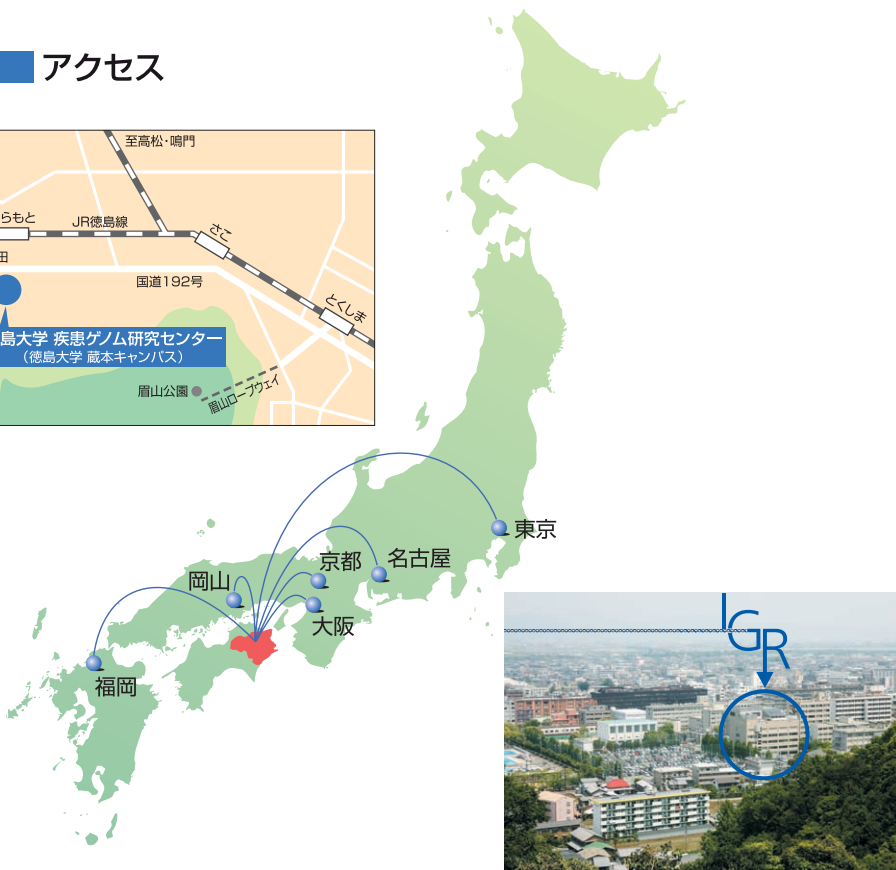 アクセス
至高松・鳴門
らもと
JR徳島線
さこ
田
国道192号
とくしま
島大学 疾患ゲノム研究センター
（徳島大学 蔵本キャンパス）
眉山公園
眉山ロープウェイ
東京
名古屋
京都
岡山
大阪
福岡
IGR